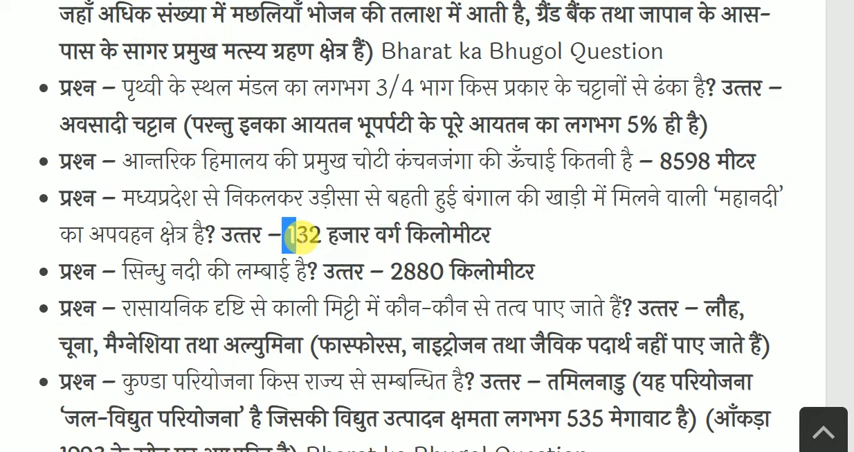 जहाँ अधिक संख्या में मछलियाँ भोजन की तलाश में आती है, ग्रैंड बैंक तथा जापान के आस-
पास के सागर प्रमुख मत्स्य ग्रहण क्षेत्र हैं) Bharat ka Bhugol Question
• प्रश्न – पृथ्वी के स्थल मंडल का लगभग 3/4 भाग किस प्रकार के चट्टानों से ढंका है? उत्तर –
अवसादी चट्टान (परन्तु इनका आयतन भूपर्पटी के पूरे आयतन का लगभग 5% ही है)
• प्रश्न – आन्तरिक हिमालय की प्रमुख चोटी कंचनजंगा की ऊँचाई कितनी है – 8598 मीटर
• प्रश्न – मध्यप्रदेश से निकलकर उड़ीसा से बहती हुई बंगाल की खाड़ी में मिलने वाली ‘महानदी’
का अपवहन क्षेत्र है? उत्तर – 132 हजार वर्ग किलोमीटर
• प्रश्न – सिन्धु नदी की लम्बाई है? उत्तर – 2880 किलोमीटर
• प्रश्न – रासायनिक दृष्टि से काली मिट्टी में कौन-कौन से तत्व पाए जाते हैं? उत्तर – लौह,
चूना, मैग्नेशिया तथा अल्युमिना (फास्फोरस, नाइट्रोजन तथा जैविक पदार्थ नहीं पाए जाते हैं)
• प्रश्न – कुण्डा परियोजना किस राज्य से सम्बन्धित है? उत्तर – तमिलनाडु (यह परियोजना
‘जल-विद्युत परियोजना’ है जिसकी विद्युत उत्पादन क्षमता लगभग 535 मेगावाट है) (आँकड़ा